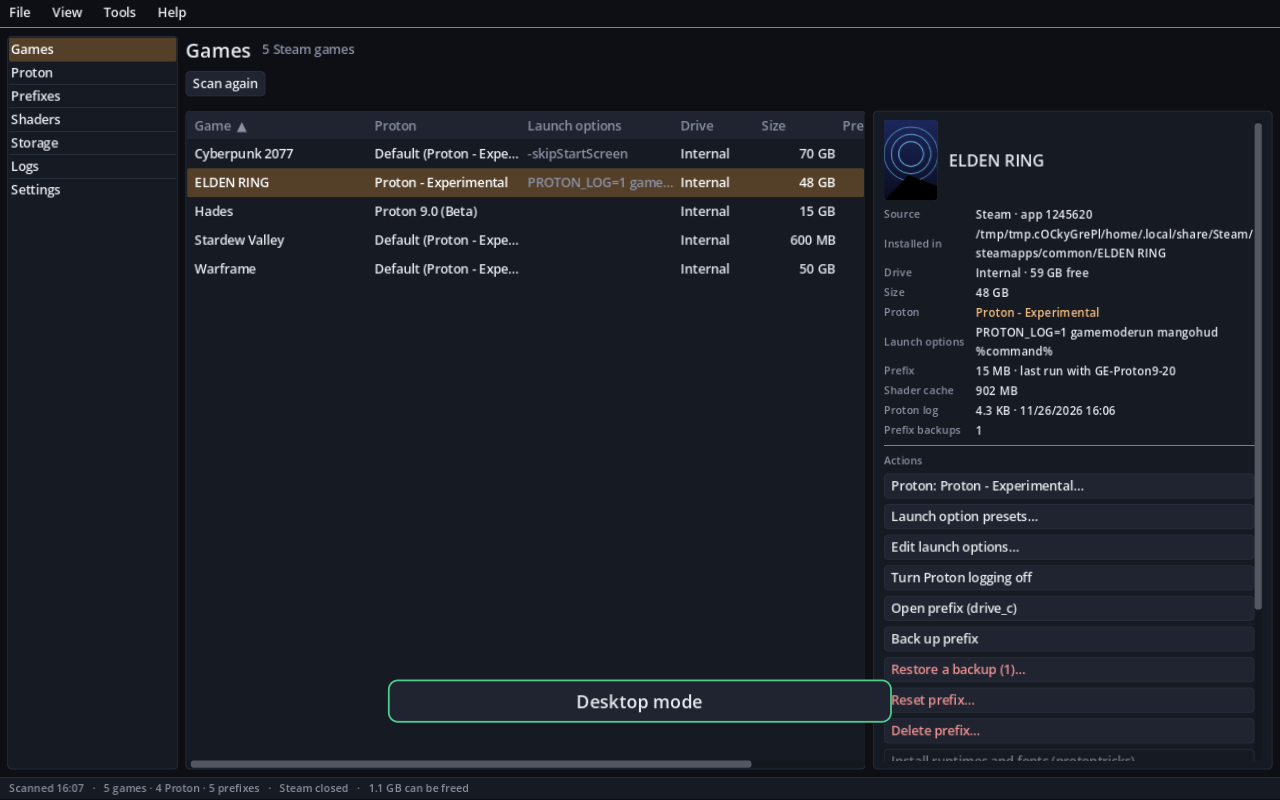 File View Tools Help
Games
Proton
Prefixes
Shaders
Storage
Logs
Settings
Games 5 Steam games
Scan again
Game ▲ Proton Launch options Drive Size Pre
Cyberpunk 2077 Default (Proton - Expe... -skipStartScreen Internal 70 GB
ELDEN RING Proton - Experimental PROTON_LOG=1 game... Internal 48 GB
Hades Proton 9.0 (Beta) Internal 15 GB
Stardew Valley Default (Proton - Expe... Internal 600 MB
Warframe Default (Proton - Expe... Internal 50 GB
ELDEN RING
Source Steam · app 1245620
Installed in /tmp/tmp.cOCkyGrePl/home/.local/share/Steam/
steamapps/common/ELDEN RING
Drive Internal · 59 GB free
Size 48 GB
Proton Proton - Experimental
Launch options PROTON_LOG=1 gamemoderun mangohud
%command%
Prefix 15 MB · last run with GE-Proton9-20
Shader cache 902 MB
Proton log 4.3 KB · 11/26/2026 16:06
Prefix backups 1
Actions
Proton: Proton - Experimental...
Launch option presets...
Edit launch options...
Turn Proton logging off
Open prefix (drive_c)
Back up prefix
Restore a backup (1)...
Reset prefix...
Delete prefix...
Install runtimes and fonts (protontricks)
Desktop mode
Scanned 16:07 · 5 games · 4 Proton · 5 prefixes · Steam closed · 1.1 GB can be freed